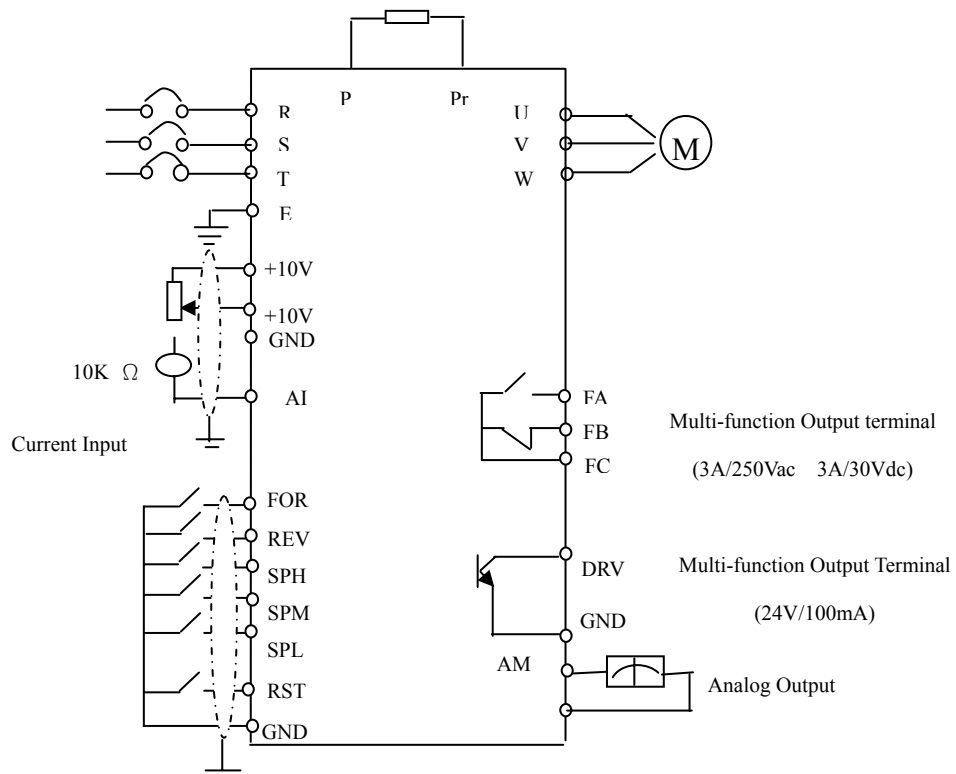 P Pr
R
S
T
E
+10V
+10V
GND
10K Ω
AI
Current Input
FOR
REV
SPH
SPM
SPL
RST
GND
U
V
W
M
FA
FB
FC
Multi-function Output terminal
(3A/250Vac 3A/30Vdc)
DRV
GND
Multi-function Output Terminal
(24V/100mA)
AM
Analog Output